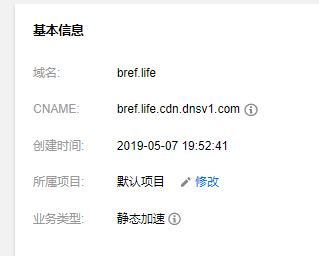 基本信息
域名: bref.life
CNAME: bref.life.cdn.dnsv1.com
创建时间: 2019-05-07 19:52:41
所属项目: 默认项目 修改
业务类型: 静态加速